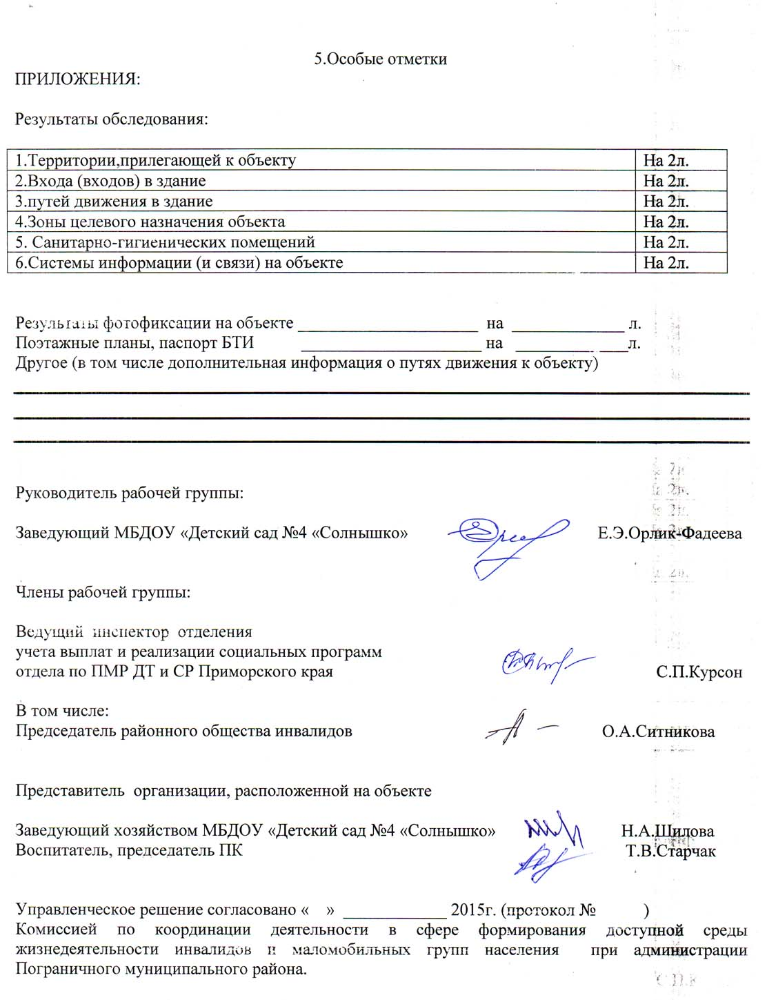 5.Особые отметки
ПРИЛОЖЕНИЯ:
Результаты обследования:
1.Территории,прилегающей к объекту На 2л.
2.Входа (входов) в здание На 2л.
3.путей движения в здание На 2л.
4.Зоны целевого назначения объекта На 2л.
5. Санитарно-гигиенических помещений На 2л.
6.Системы информации (и связи) на объекте На 2л.
Результаты фотофиксации на объекте ____________________ на _____________ л.
Поэтажные планы, паспорт БТИ ____________________ на _____________л.
Другое (в том числе дополнительная информация о путях движения к объекту)
Руководитель рабочей группы:
Заведующий МБДОУ «Детский сад №4 «Солнышко» Е.Э.Орлик-Фадеева
Члены рабочей группы:
Ведущий инспектор отделения
учета выплат и реализации социальных программ
отдела по ПМР ДТ и СР Приморского края С.П.Курсон
В том числе:
Председатель районного общества инвалидов О.А.Ситникова
Представитель организации, расположенной на объекте
Заведующий хозяйством МБДОУ «Детский сад №4 «Солнышко» Н.А.Шилова
Воспитатель, председатель ПК Т.В.Старчак
Управленческое решение согласовано « » ____________ 2015г. (протокол № )
Комиссией по координации деятельности в сфере формирования доступной среды
жизнедеятельности инвалидов и маломобильных групп населения при администрации
Пограничного муниципального района.